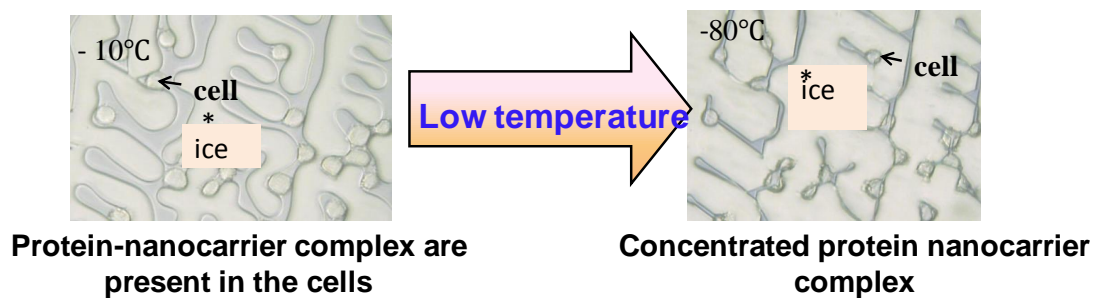 - 10°C
cell
*
ice
Protein-nanocarrier complex are
present in the cells
Low temperature
-80°C
cell
*
ice
Concentrated protein nanocarrier
complex